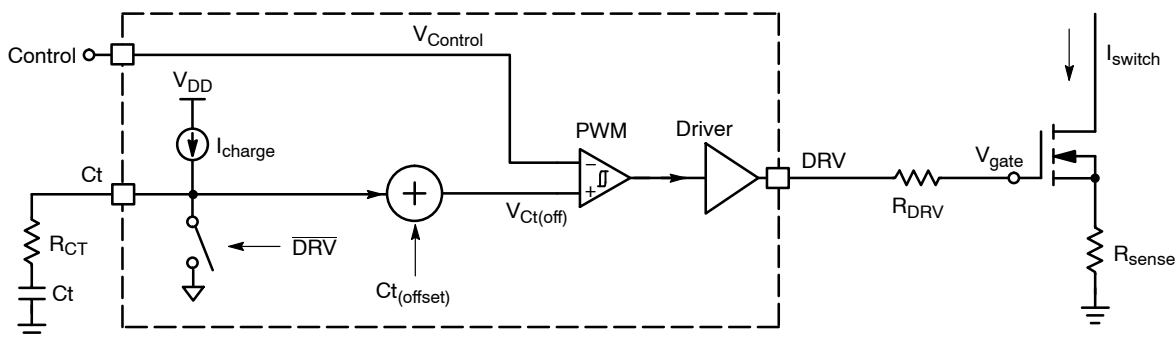 V_Control
Control
I_switch
V_DD
PWM
Driver
I_charge
DRV
V_gate
Ct
−
+
+
V_Ct(off)
R_DRV
R_CT
DRV
R_sense
Ct
Ct_(offset)